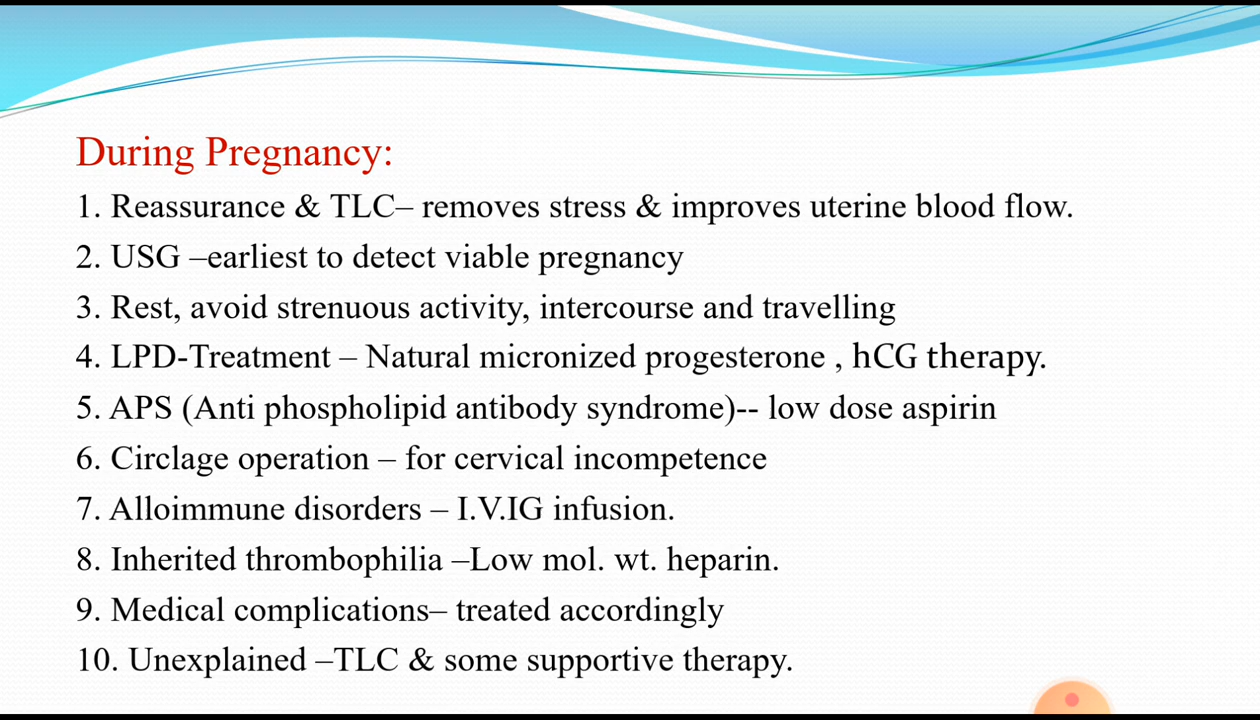 During Pregnancy:
1. Reassurance & TLC– removes stress & improves uterine blood flow.
2. USG –earliest to detect viable pregnancy
3. Rest, avoid strenuous activity, intercourse and travelling
4. LPD-Treatment – Natural micronized progesterone , hCG therapy.
5. APS (Anti phospholipid antibody syndrome)-- low dose aspirin
6. Circlage operation – for cervical incompetence
7. Alloimmune disorders – I.V.IG infusion.
8. Inherited thrombophilia –Low mol. wt. heparin.
9. Medical complications– treated accordingly
10. Unexplained –TLC & some supportive therapy.